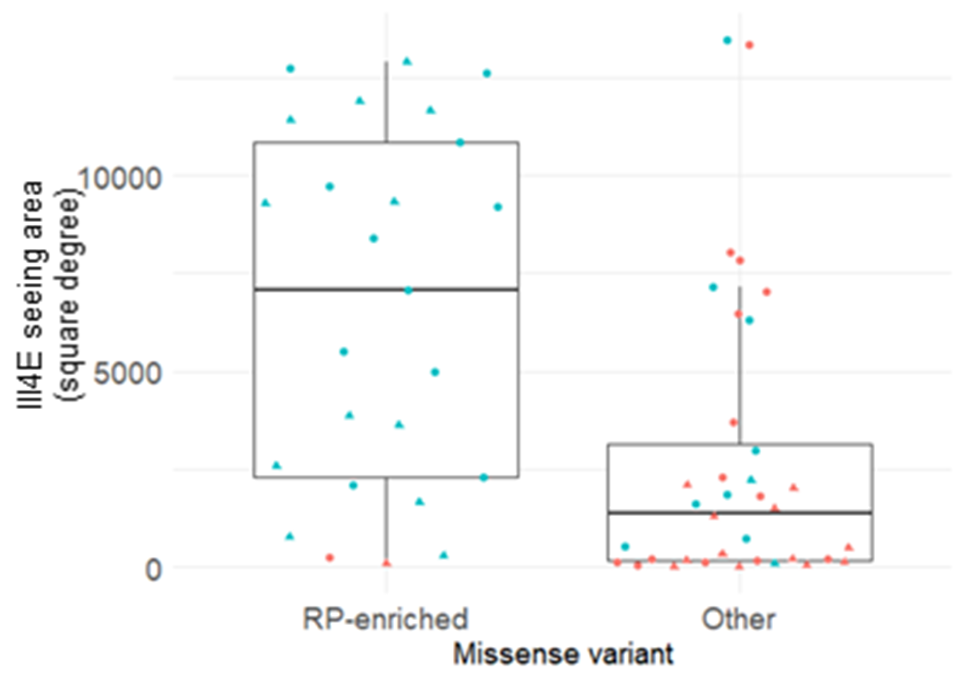 III4E seeing area
(square degree)
10000
5000
0
RP-enriched
Other
Missense variant